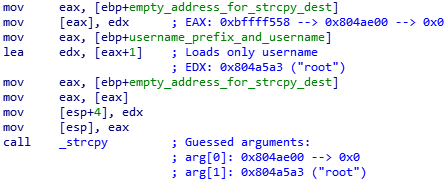 mov eax, [ebp+empty_address_for_strcpy_dest]
mov [eax], edx ; EAX: 0xbffff558 --> 0x804ae00 --> 0x0
mov eax, [ebp+username_prefix_and_username]
lea edx, [eax+1] ; Loads only username
; EDX: 0x804a5a3 ("root")
mov eax, [ebp+empty_address_for_strcpy_dest]
mov eax, [eax]
mov [esp+4], edx
mov [esp], eax
call _strcpy ; Guessed arguments:
; arg[0]: 0x804ae00 --> 0x0
; arg[1]: 0x804a5a3 ("root")